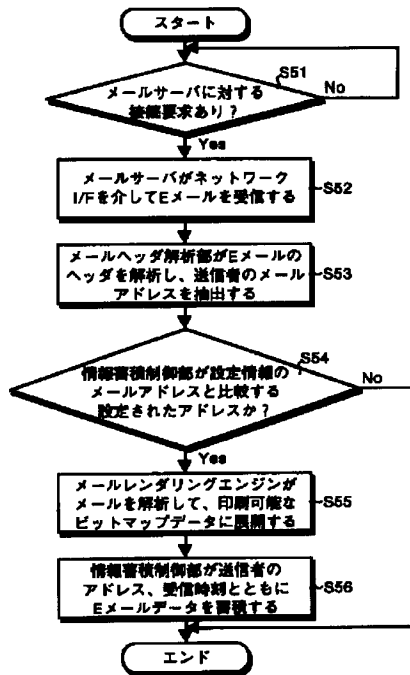 スタート
S51
メールサーバに対する
接続要求あり?
No
Yes
メールサーバがネットワーク
I/Fを介してEメールを受信する
S52
メールヘッダ解析部がEメールの
ヘッダを解析し、送信者のメール
アドレスを抽出する
S53
S54
情報蓄積制御部が設定情報の
メールアドレスと比較する
設定されたアドレスか?
No
Yes
メールレンダリングエンジンが
メールを解析して、印刷可能な
ビットマップデータに展開する
S55
情報蓄積制御部が送信者の
アドレス、受信時刻とともに
Eメールデータを蓄積する
S56
エンド